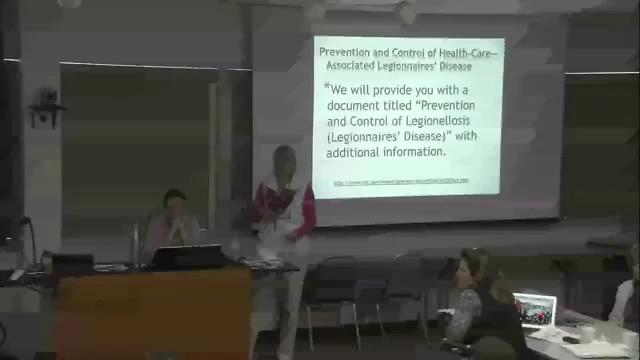 Prevention and Control of Health-Care–
Associated Legionnaires' Disease
*We will provide you with a
document titled "Prevention
and Control of Legionellosis
(Legionnaires' Disease)" with
additional information.